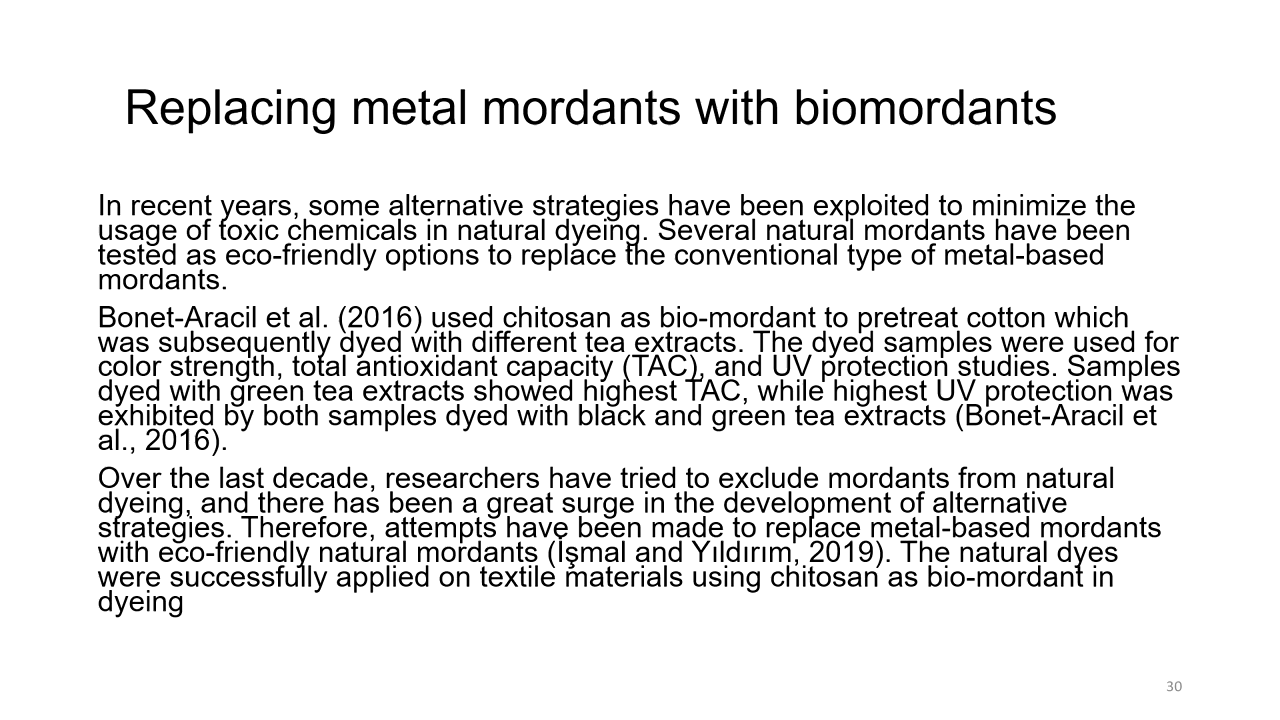 Replacing metal mordants with biomordants
In recent years, some alternative strategies have been exploited to minimize the
usage of toxic chemicals in natural dyeing. Several natural mordants have been
tested as eco-friendly options to replace the conventional type of metal-based
mordants.
Bonet-Aracil et al. (2016) used chitosan as bio-mordant to pretreat cotton which
was subsequently dyed with different tea extracts. The dyed samples were used for
color strength, total antioxidant capacity (TAC), and UV protection studies. Samples
dyed with green tea extracts showed highest TAC, while highest UV protection was
exhibited by both samples dyed with black and green tea extracts (Bonet-Aracil et
al., 2016).
Over the last decade, researchers have tried to exclude mordants from natural
dyeing, and there has been a great surge in the development of alternative
strategies. Therefore, attempts have been made to replace metal-based mordants
with eco-friendly natural mordants (İşmal and Yıldırım, 2019). The natural dyes
were successfully applied on textile materials using chitosan as bio-mordant in
dyeing
30